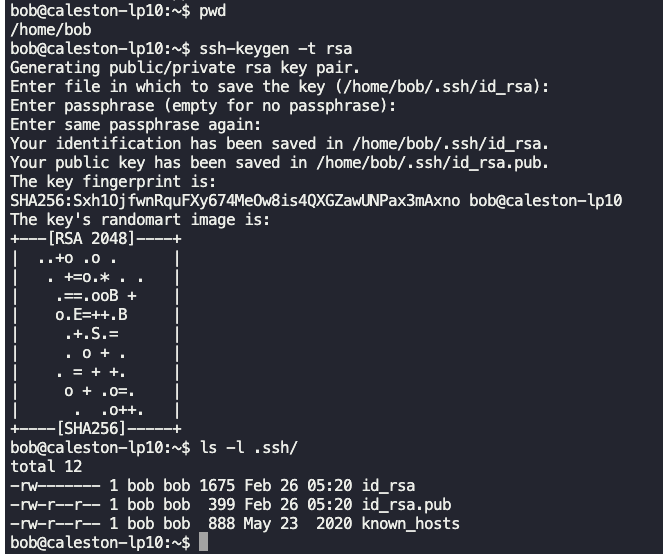 bob@caleston-lp10:~$ pwd
/home/bob
bob@caleston-lp10:~$ ssh-keygen -t rsa
Generating public/private rsa key pair.
Enter file in which to save the key (/home/bob/.ssh/id_rsa):
Enter passphrase (empty for no passphrase):
Enter same passphrase again:
Your identification has been saved in /home/bob/.ssh/id_rsa.
Your public key has been saved in /home/bob/.ssh/id_rsa.pub.
The key fingerprint is:
SHA256:Sxh1OjfwnRquFXy674MeOw8is4QXGZawUNPax3mAxno bob@caleston-lp10
The key's randomart image is:
+---[RSA 2048]----+
|  ..+o .o .      |
|   . +=o.* . .   |
|    .==.ooB +    |
|    o.E=++.B     |
|     .+.S.=      |
|     . o + .     |
|    . = + +.     |
|     o + .o=.    |
|      .  .o++.   |
+----[SHA256]-----+
bob@caleston-lp10:~$ ls -l .ssh/
total 12
-rw------- 1 bob bob 1675 Feb 26 05:20 id_rsa
-rw-r--r-- 1 bob bob  399 Feb 26 05:20 id_rsa.pub
-rw-r--r-- 1 bob bob  888 May 23  2020 known_hosts
bob@caleston-lp10:~$